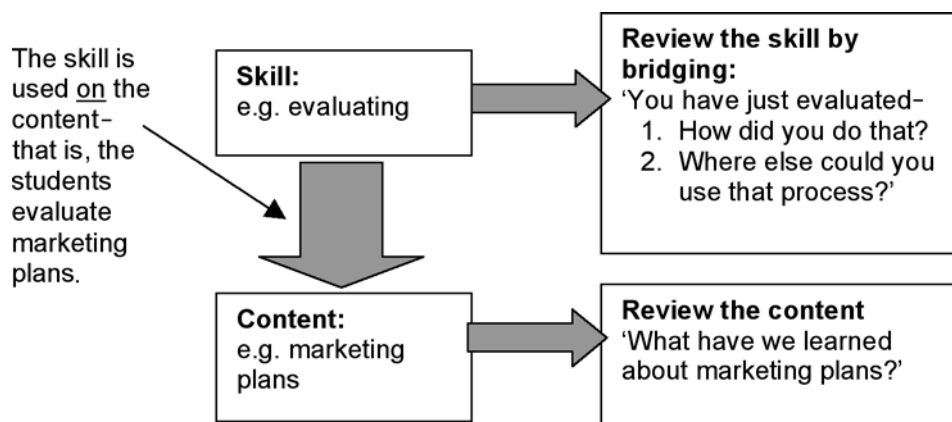 The skill is
used on the
content–
that is, the
students
evaluate
marketing
plans.
Skill:
e.g. evaluating
Review the skill by
bridging:
‘You have just evaluated–
1. How did you do that?
2. Where else could you
use that process?’
Content:
e.g. marketing
plans
Review the content
‘What have we learned
about marketing plans?’